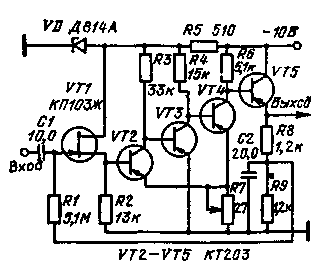 VD Д814А
R5 510
-10В
R3
33к
R4
15к
R6
5,1к
VT5
VT1
КП103Ж
VT4
VT3
Выход
C1
10,0
VT2
C2
20,0
R8
1,2к
Вход
R1
5,1М
R2
13к
R7
27
R9
12к
VT2-VT5 КТ203